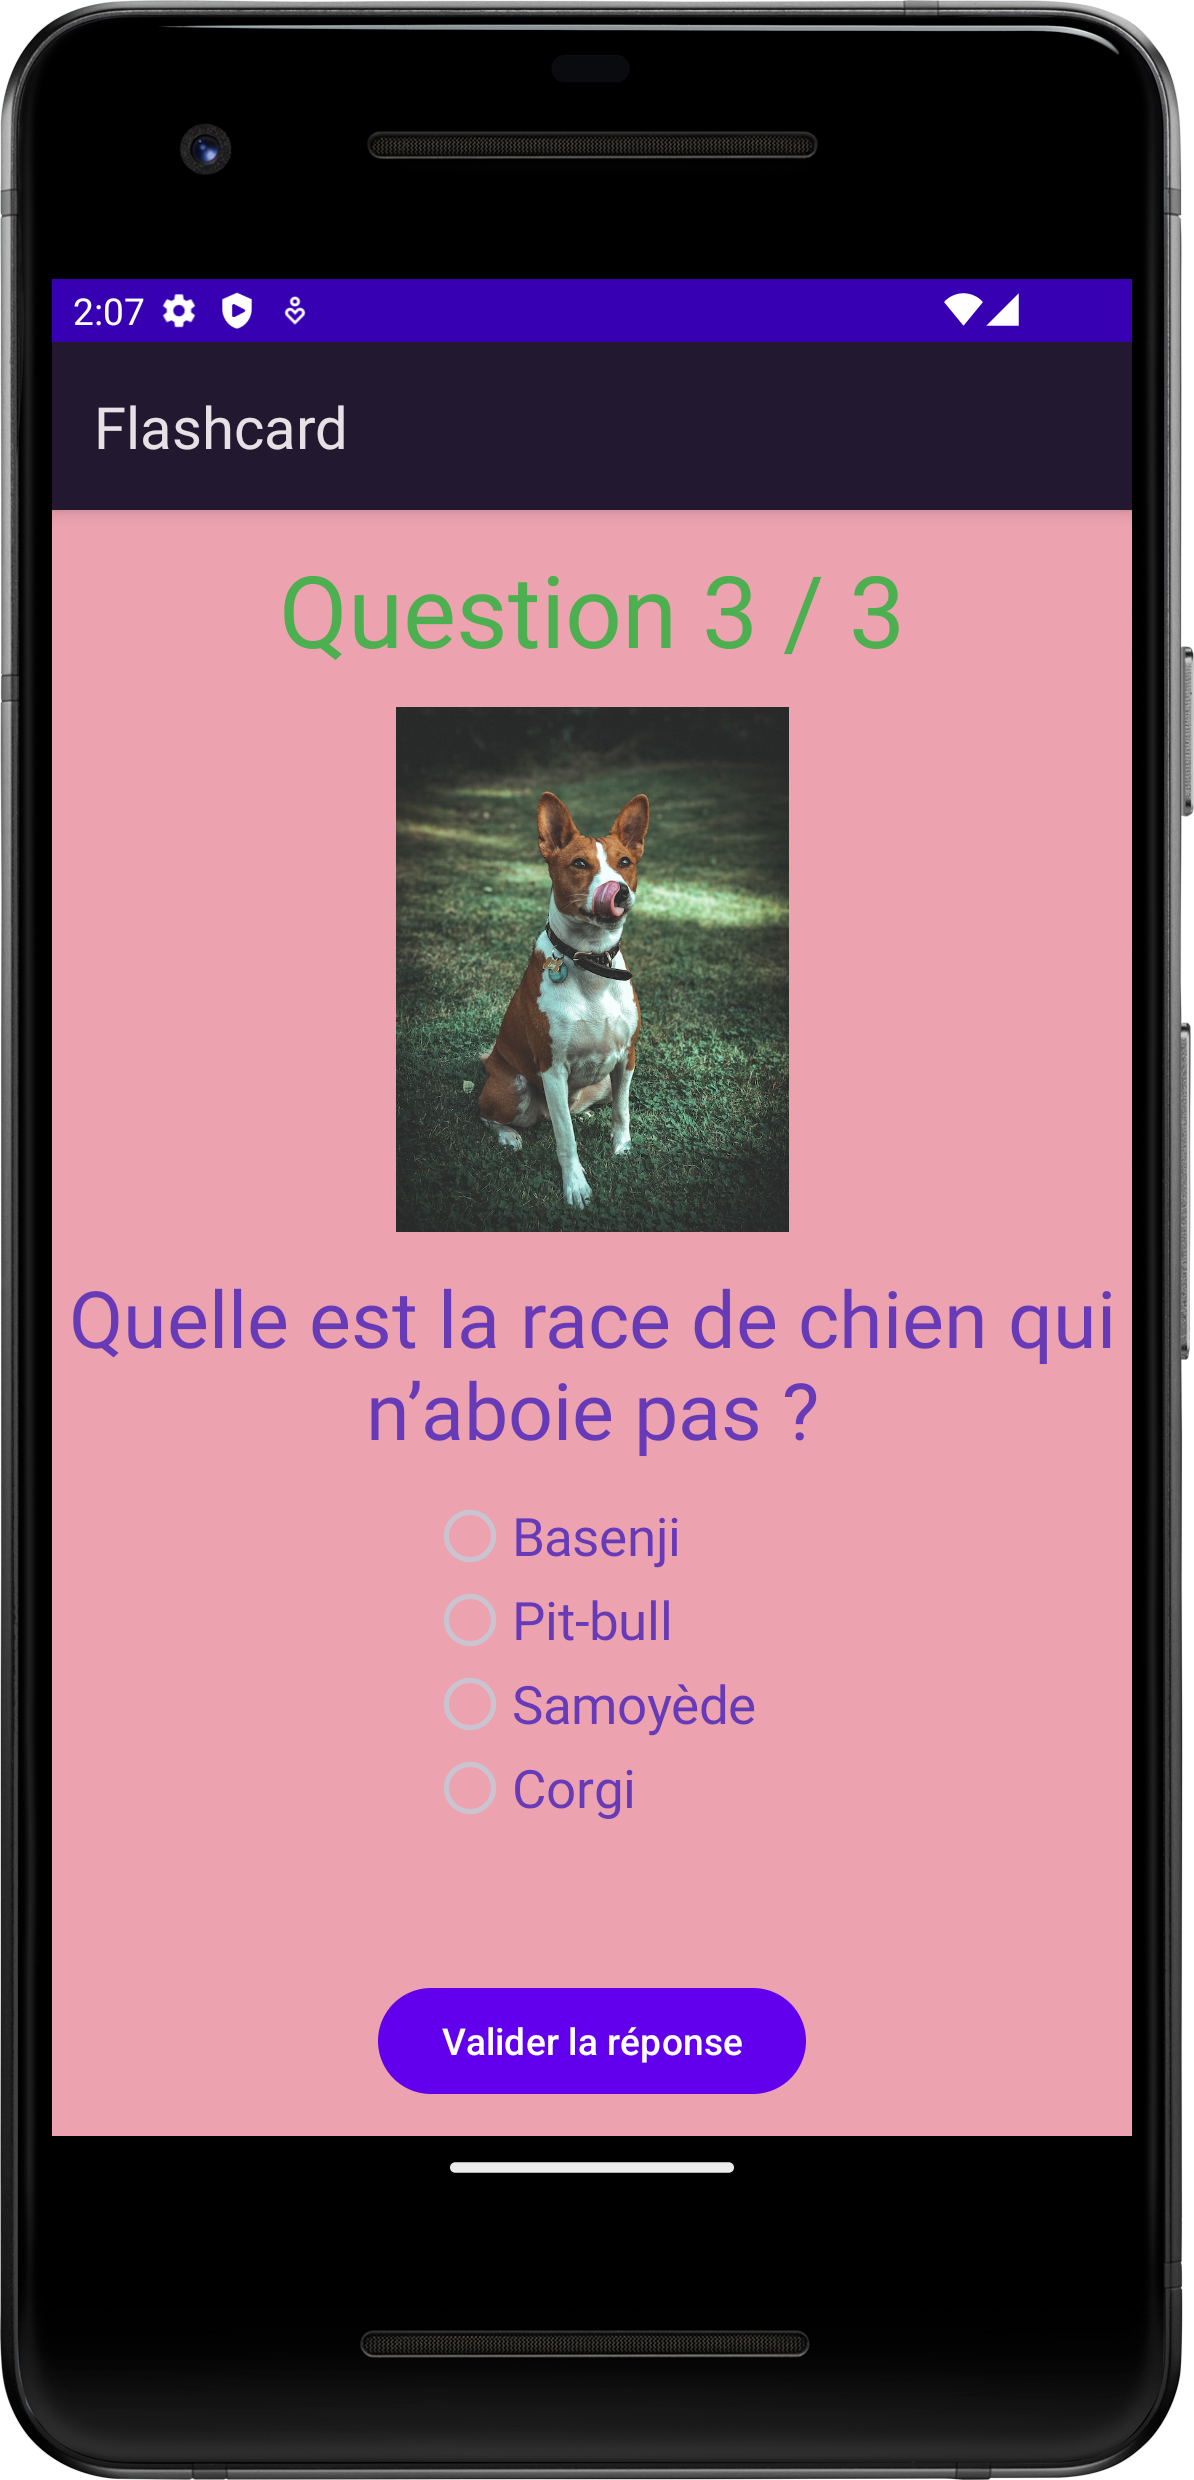 2:07
Flashcard
Question 3 / 3
Quelle est la race de chien qui
n’aboie pas ?
Basenji
Pit-bull
Samoyède
Corgi
Valider la réponse